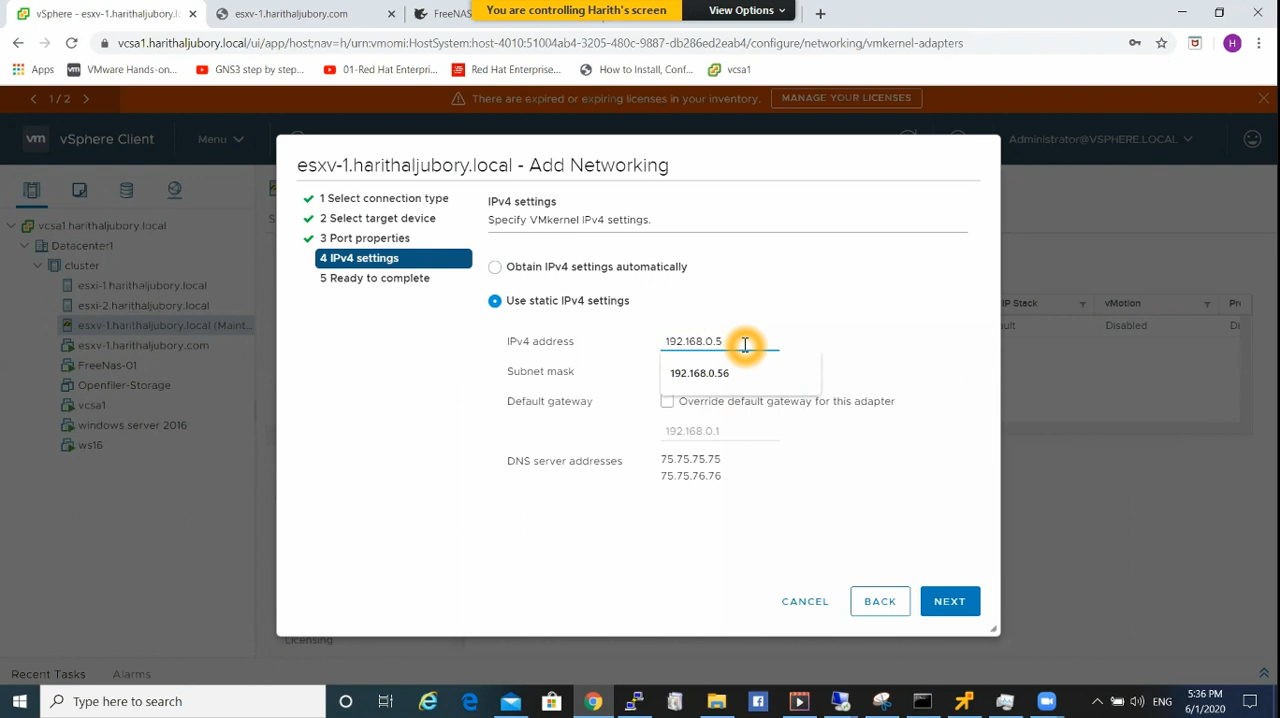 vSphere - esxv-1.harithaljubory.l
esxv-1.harithaljubory.com
FreeNAS
You are controlling Harith's screen
View Options
vcsa1.harithaljubory.local/ui/app/host;nav=h/urn:vmomi:HostSystem:host-4010:51004ab4-3205-480c-9887-db286ed2eab4/configure/networking/vmkernel-adapters
H
Apps
VMware Hands-on...
GNS3 step by step...
01-Red Hat Enterpri...
Red Hat Enterprise...
How to Install, Conf...
vcsa1
1 / 2
There are expired or expiring licenses in your inventory.
MANAGE YOUR LICENSES
vm
vSphere Client
Menu
Administrator@VSPHERE.LOCAL
esxv-1.harithaljubory.local - Add Networking
1 Select connection type
2 Select target device
3 Port properties
4 IPv4 settings
5 Ready to complete
IPv4 settings
Specify VMkernel IPv4 settings.
Obtain IPv4 settings automatically
Use static IPv4 settings
IPv4 address
192.168.0.5
192.168.0.56
Subnet mask
Default gateway
Override default gateway for this adapter
192.168.0.1
DNS server addresses
75.75.75.75
75.75.76.76
CANCEL
BACK
NEXT
vcsa1.harithaljubory.local
Datacenter1
cluster
esxi-1.harithaljubory.local
esxi-2.harithaljubory.local
esxv-1.harithaljubory.local (Maint...
esxv-2.harithaljubory.com
FreeNas-01
Openfiler-Storage
vcsa1
windows server 2016
ws16
IP Stack
vMotion
Disabled
Licensing
Recent Tasks
Alarms
Type here to search
ENG
5:36 PM
6/1/2020